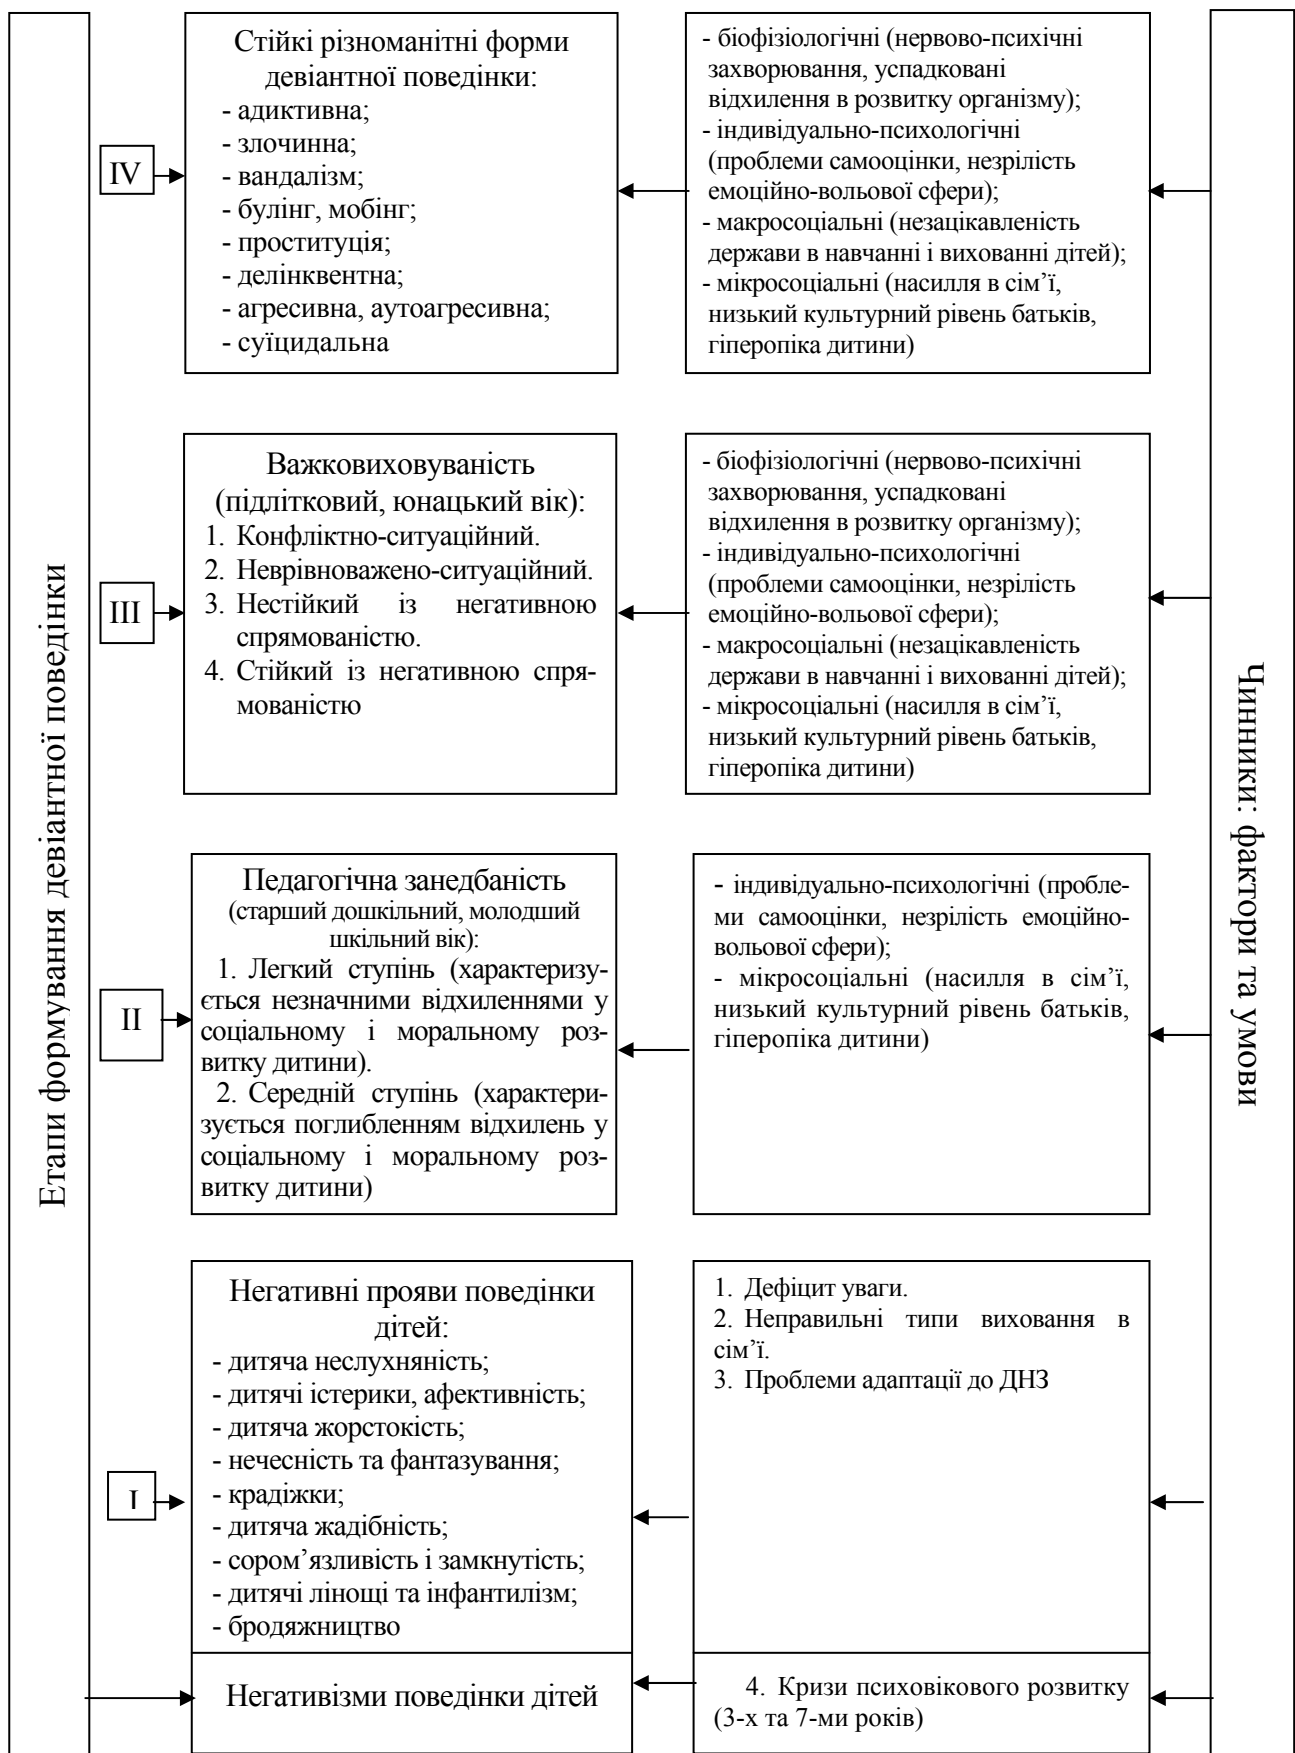 Етапи формування девіантної поведінки
IV
Стійкі різноманітні форми
девіантної поведінки:
- адиктивна;
- злочинна;
- вандалізм;
- булінг, мобінг;
- проституція;
- делінквентна;
- агресивна, аутоагресивна;
- суїцидальна
- біофізіологічні (нервово-психічні
захворювання, успадковані
відхилення в розвитку організму);
- індивідуально-психологічні
(проблеми самооцінки, незрілість
емоційно-вольової сфери);
- макросоціальні (незацікавленість
держави в навчанні і вихованні дітей);
- мікросоціальні (насилля в сім’ї,
низький культурний рівень батьків,
гіперопіка дитини)
III
Важковиховуваність
(підлітковий, юнацький вік):
1. Конфліктно-ситуаційний.
2. Неврівноважено-ситуаційний.
3. Нестійкий із негативною
спрямованістю.
4. Стійкий із негативною спря-
мованістю
- біофізіологічні (нервово-психічні
захворювання, успадковані
відхилення в розвитку організму);
- індивідуально-психологічні
(проблеми самооцінки, незрілість
емоційно-вольової сфери);
- макросоціальні (незацікавленість
держави в навчанні і вихованні дітей);
- мікросоціальні (насилля в сім’ї,
низький культурний рівень батьків,
гіперопіка дитини)
II
Педагогічна занедбаність
(старший дошкільний, молодший
шкільний вік):
1. Легкий ступінь (характеризу-
ється незначними відхиленнями у
соціальному і моральному роз-
витку дитини).
2. Середній ступінь (характери-
зується поглибленням відхилень у
соціальному і моральному роз-
витку дитини)
- індивідуально-психологічні (пробле-
ми самооцінки, незрілість емоційно-
вольової сфери);
- мікросоціальні (насилля в сім’ї,
низький культурний рівень батьків,
гіперопіка дитини)
I
Негативні прояви поведінки
дітей:
- дитяча неслухняність;
- дитячі істерики, афективність;
- дитяча жорстокість;
- нечесність та фантазування;
- крадіжки;
- дитяча жадібність;
- сором’язливість і замкнутість;
- дитячі лінощі та інфантилізм;
- бродяжництво
1. Дефіцит уваги.
2. Неправильні типи виховання в
сім’ї.
3. Проблеми адаптації до ДНЗ
Негативізми поведінки дітей
4. Кризи психовікового розвитку
(3-х та 7-ми років)
Чинники: фактори та умови